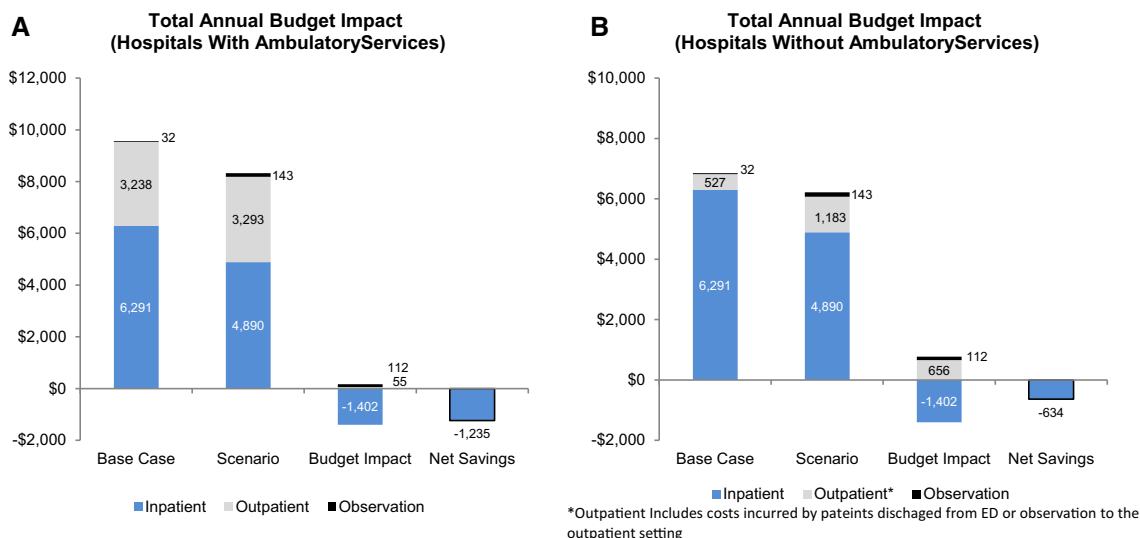 A
Total Annual Budget Impact
(Hospitals With AmbulatoryServices)
$12,000
$10,000
$8,000
$6,000
$4,000
$2,000
$0
-$2,000
32
3,238
6,291
143
3,293
4,890
112
55
-1,402
-1,235
Base Case
Scenario
Budget Impact
Net Savings
Inpatient
Outpatient
Observation
B
Total Annual Budget Impact
(Hospitals Without AmbulatoryServices)
$10,000
$8,000
$6,000
$4,000
$2,000
$0
-$2,000
32
527
6,291
143
1,183
4,890
112
656
-1,402
-634
Base Case
Scenario
Budget Impact
Net Savings
Inpatient
Outpatient*
Observation
*Outpatient Includes costs incurred by pateints dischaged from ED or observation to the
outpatient setting